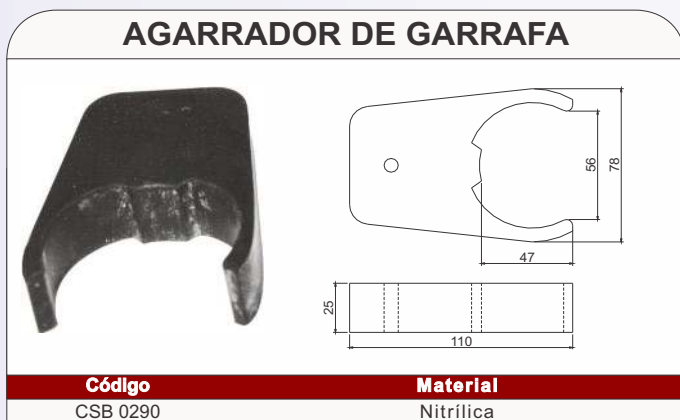 AGARRADOR DE GARRAFA
56
78
47
25
110
Código Material
CSB 0290 Nitrílica